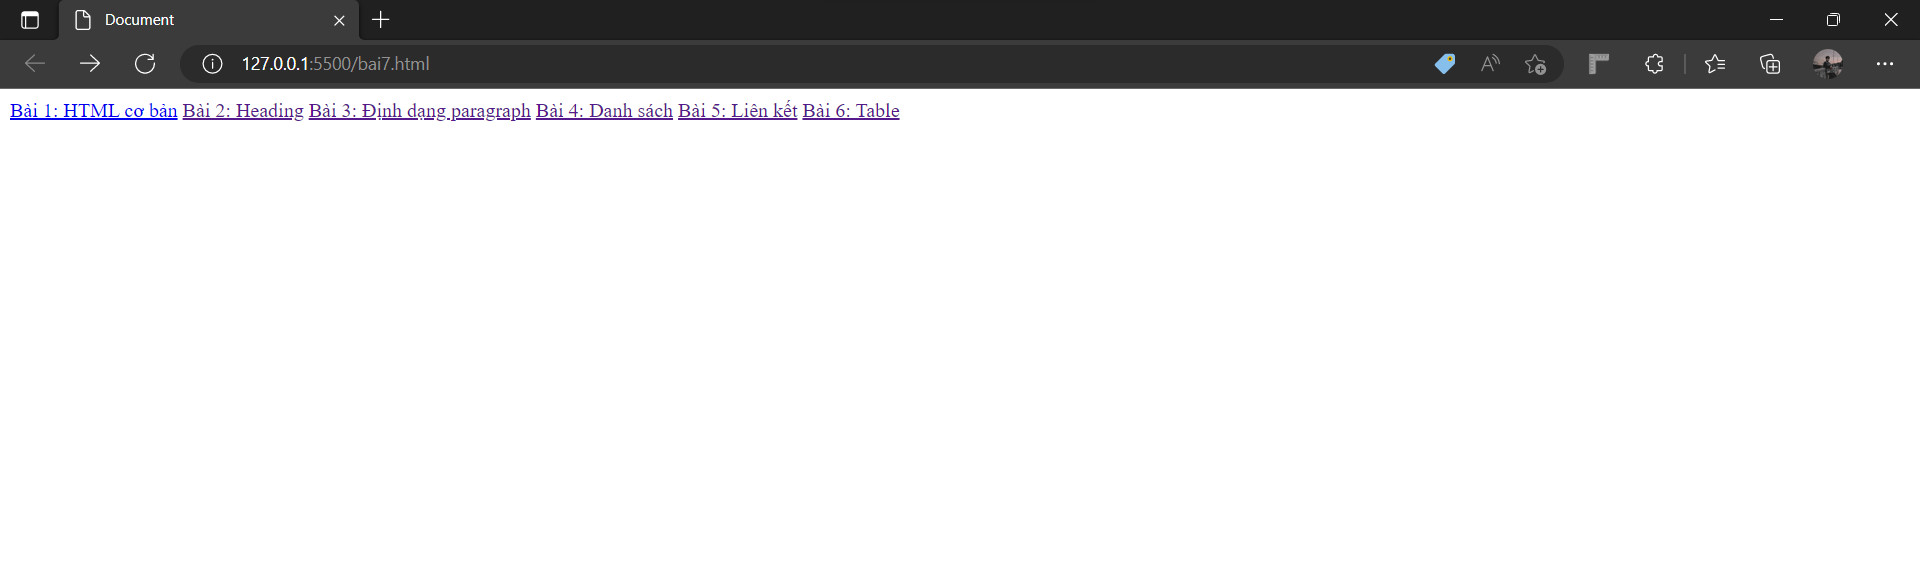 Document
127.0.0.1:5500/bai7.html
Bài 1: HTML cơ bản Bài 2: Heading Bài 3: Định dạng paragraph Bài 4: Danh sách Bài 5: Liên kết Bài 6: Table